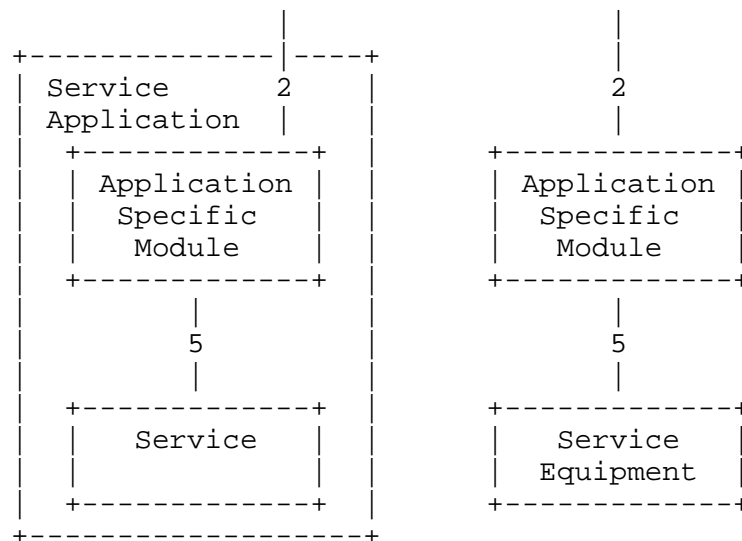 Service 2 2
Application
Application Application
Specific Specific
Module Module
5 5
Service Service
Equipment